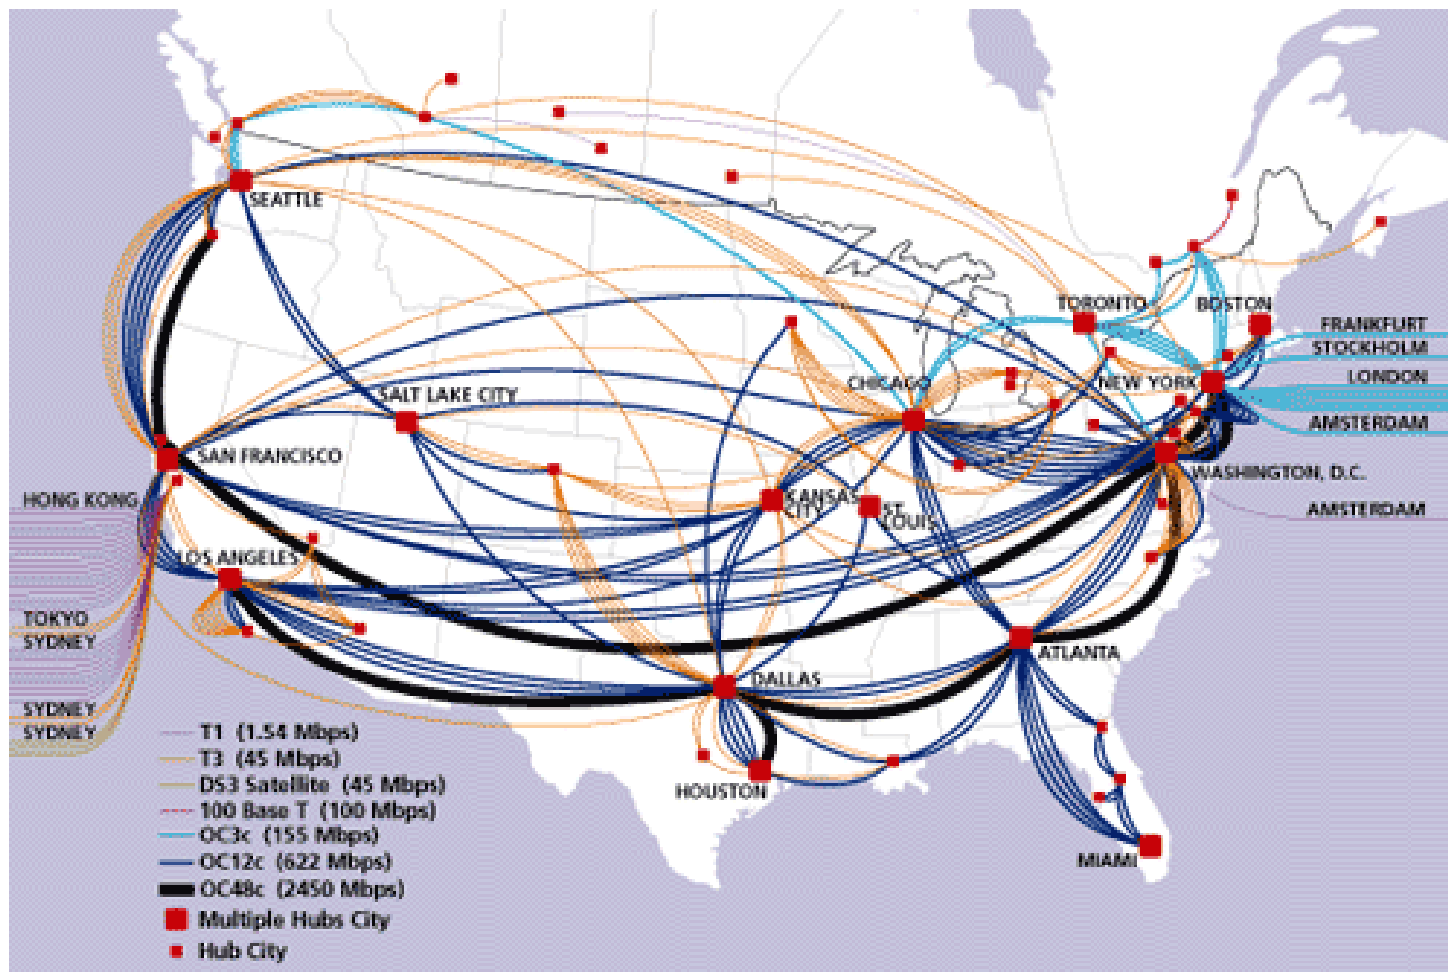 SEATTLE
TORONTO
BOSTON
FRANKFURT
STOCKHOLM
LONDON
AMSTERDAM
CHICAGO
NEW YORK
SALT LAKE CITY
SAN FRANCISCO
WASHINGTON, D.C.
AMSTERDAM
HONG KONG
KANSAS
CITY
ST.
LOUIS
LOS ANGELES
TOKYO
SYDNEY
ATLANTA
DALLAS
SYDNEY
SYDNEY
HOUSTON
MIAMI
T1 (1.54 Mbps)
T3 (45 Mbps)
DS3 Satellite (45 Mbps)
100 Base T (100 Mbps)
OC3c (155 Mbps)
OC12c (622 Mbps)
OC48c (2450 Mbps)
Multiple Hubs City
Hub City